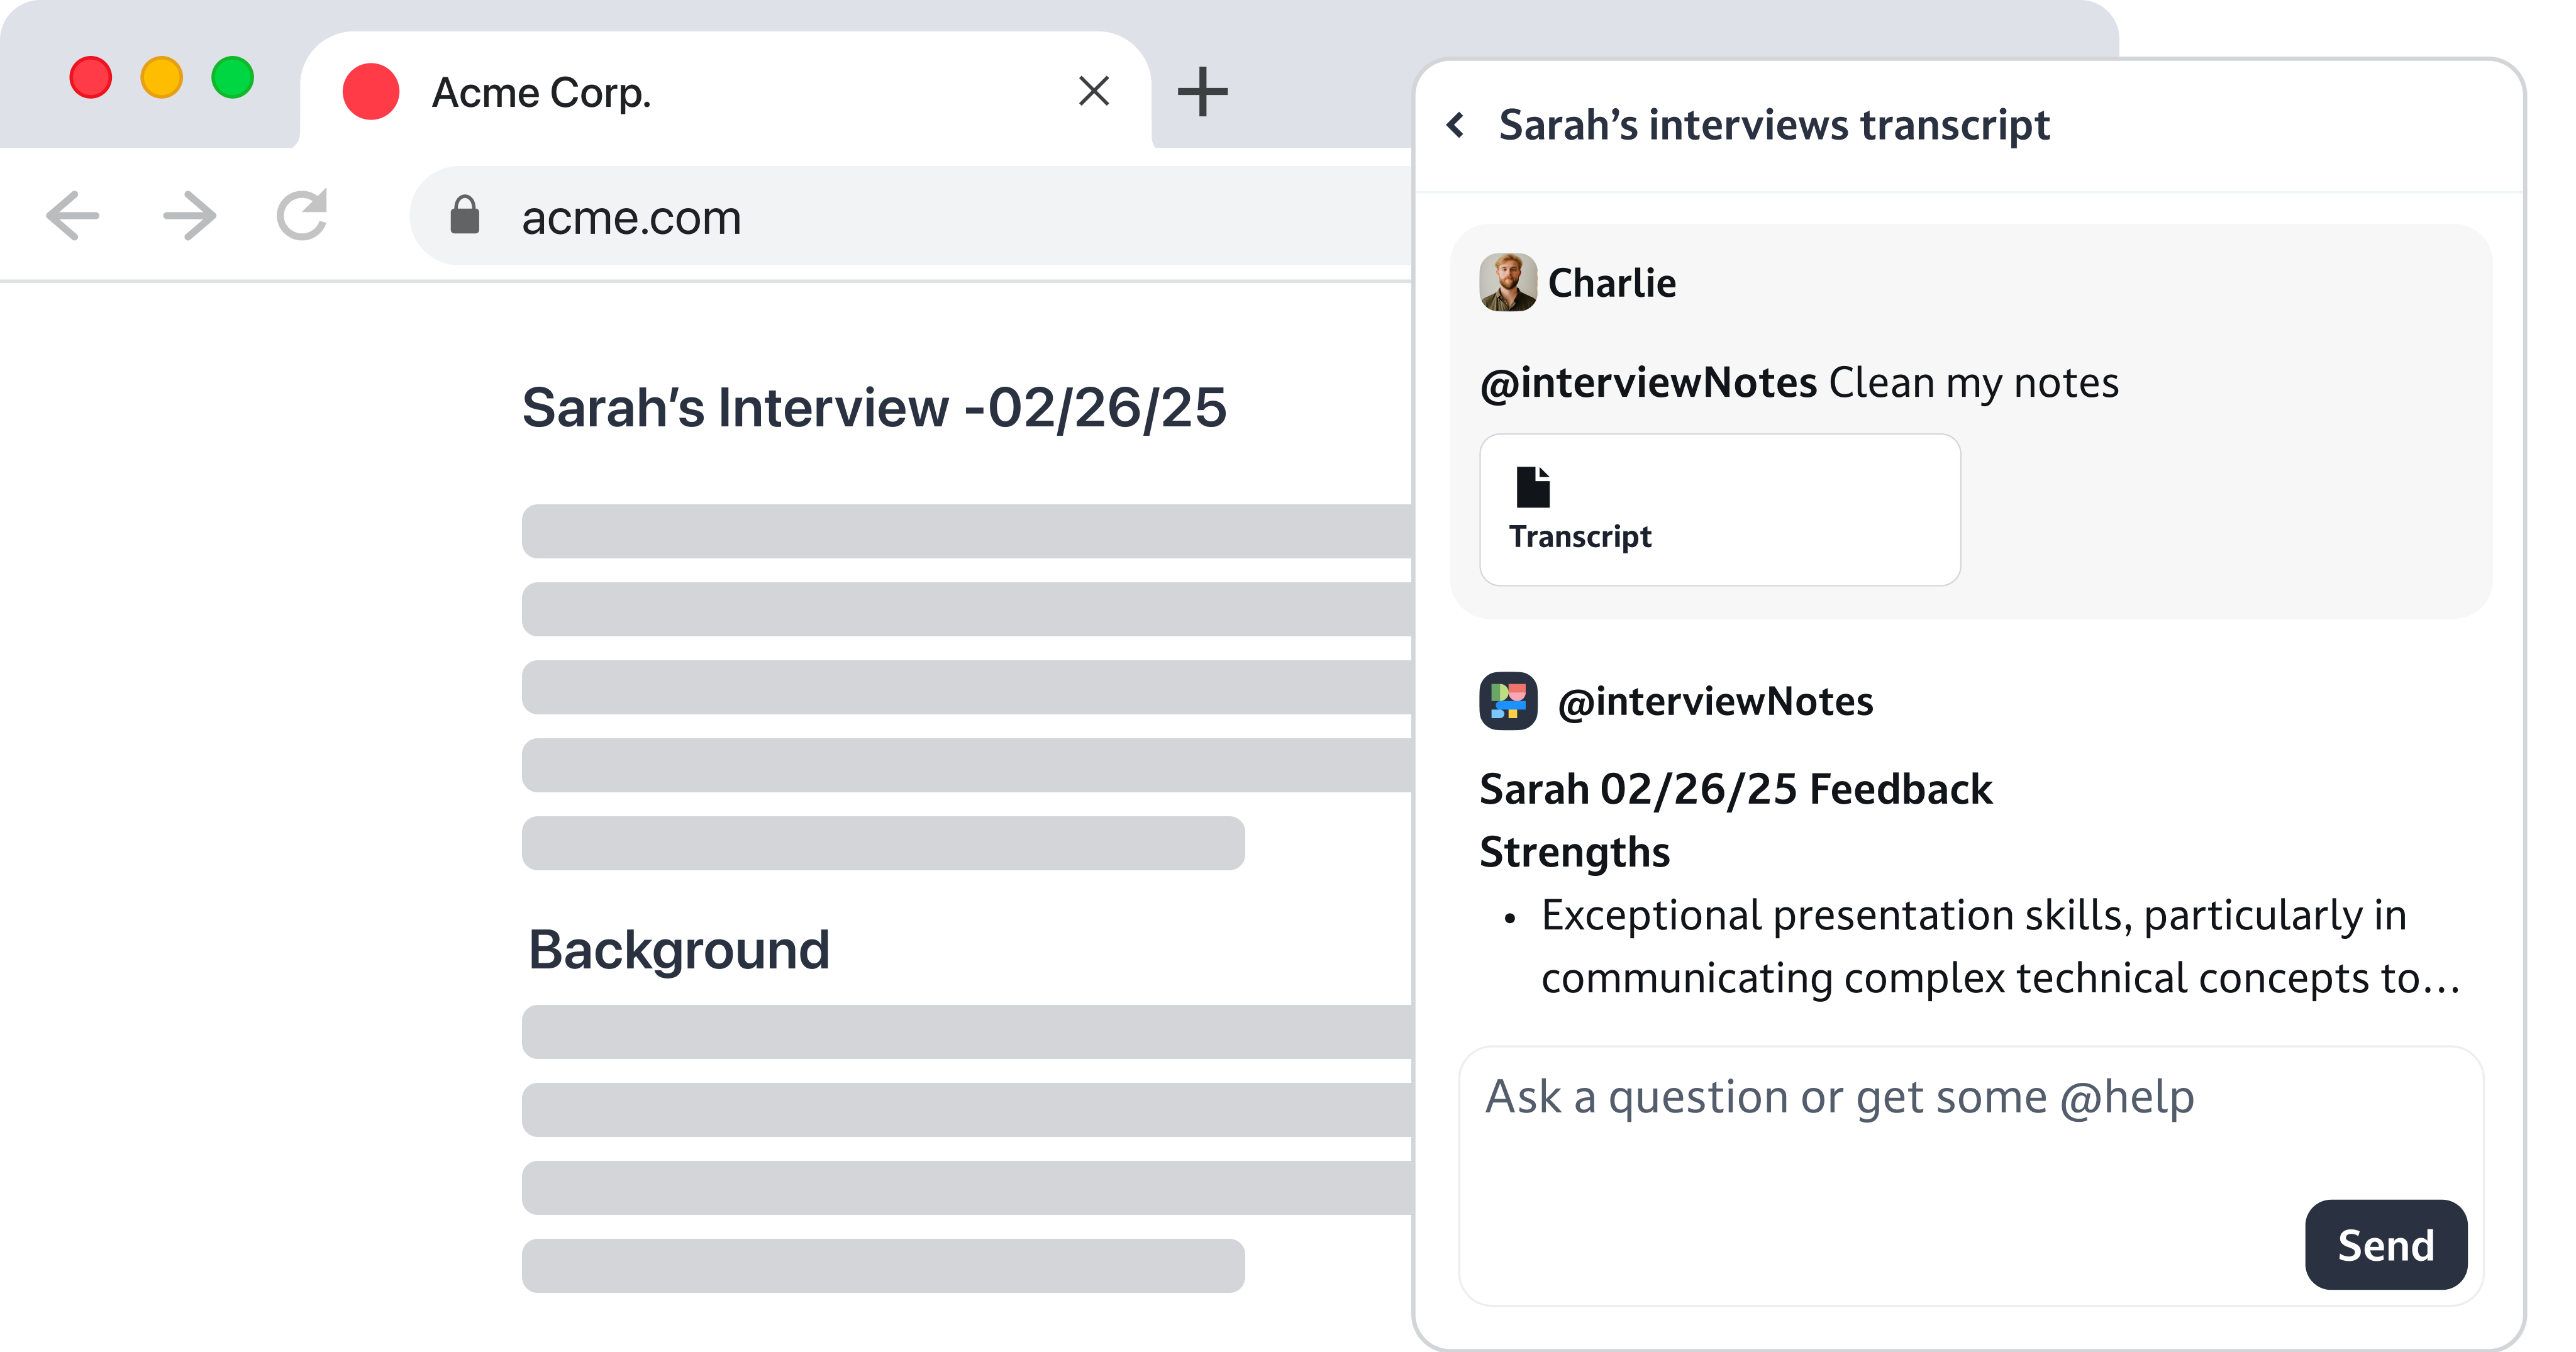 Acme Corp.
acme.com
Sarah’s Interview -02/26/25
Background
Sarah’s interviews transcript
Charlie
@interviewNotes Clean my notes
Transcript
@interviewNotes
Sarah 02/26/25 Feedback
Strengths
• Exceptional presentation skills, particularly in
communicating complex technical concepts to...
Ask a question or get some @help
Send